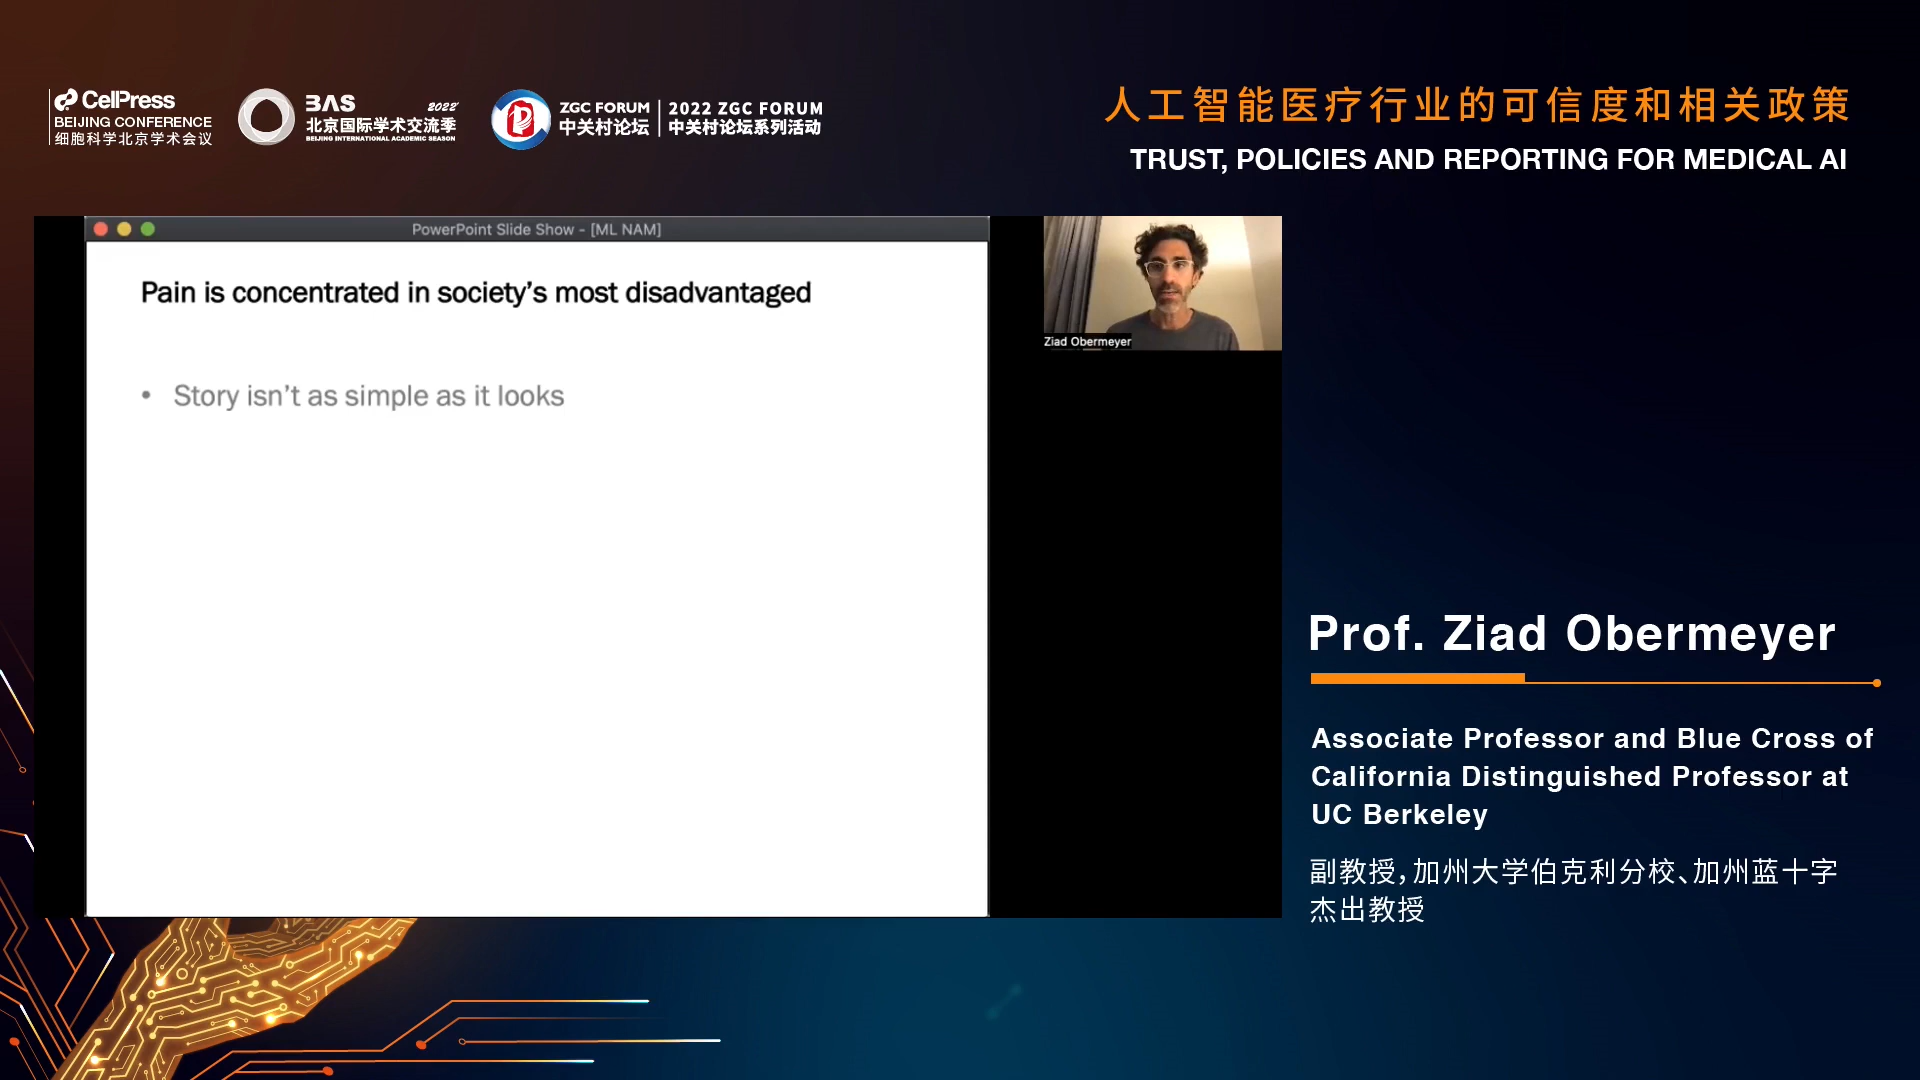 CellPress
BEIJING CONFERENCE
细胞科学北京学术会议
BAS 2022
北京国际学术交流季
BEIJING INTERNATIONAL ACADEMIC SEASON
ZGC FORUM
中关村论坛
2022 ZGC FORUM
中关村论坛系列活动
人工智能医疗行业的可信度和相关政策
TRUST, POLICIES AND REPORTING FOR MEDICAL AI
PowerPoint Slide Show - [ML NAM]
Pain is concentrated in society’s most disadvantaged
• Story isn’t as simple as it looks
Ziad Obermeyer
Prof. Ziad Obermeyer
Associate Professor and Blue Cross of
California Distinguished Professor at
UC Berkeley
副教授，加州大学伯克利分校、加州蓝十字
杰出教授